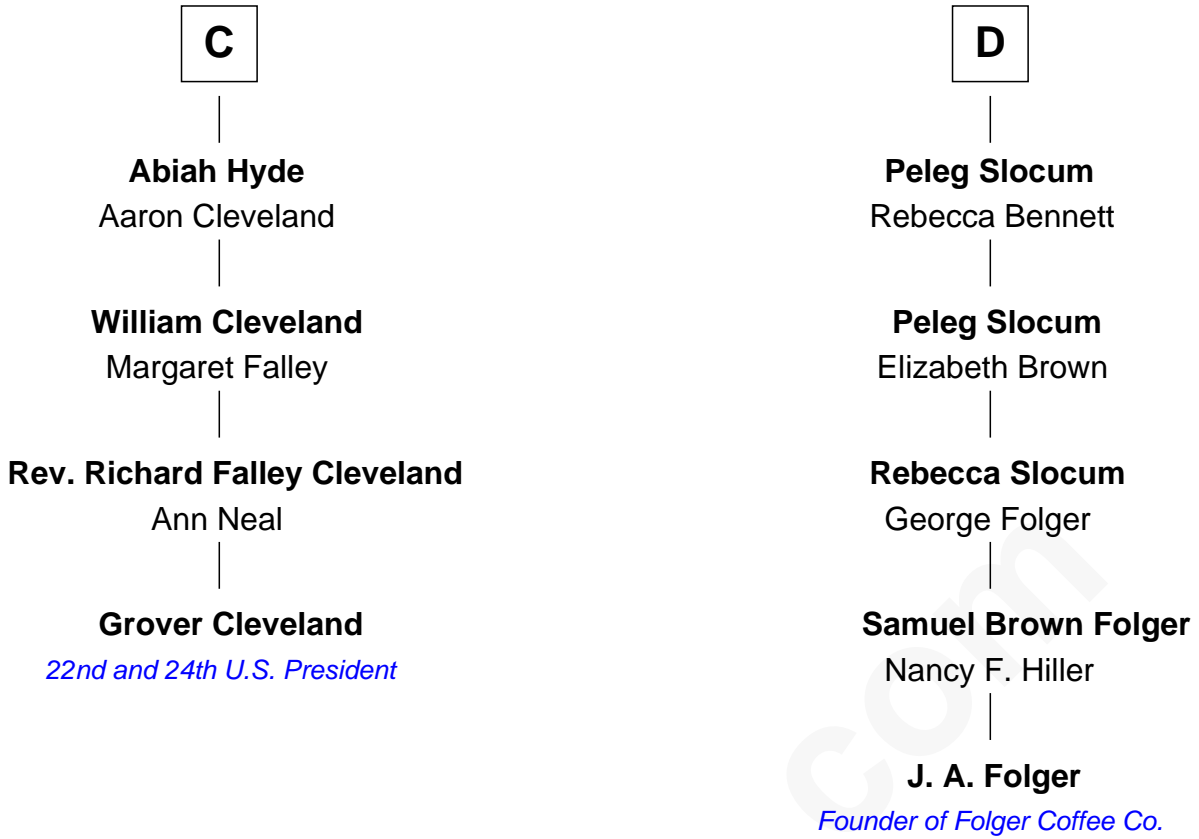 C
Abiah Hyde
Aaron Cleveland
William Cleveland
Margaret Falley
Rev. Richard Falley Cleveland
Ann Neal
Grover Cleveland
22nd and 24th U.S. President
D
Peleg Slocum
Rebecca Bennett
Peleg Slocum
Elizabeth Brown
Rebecca Slocum
George Folger
Samuel Brown Folger
Nancy F. Hiller
J. A. Folger
Founder of Folger Coffee Co.
com